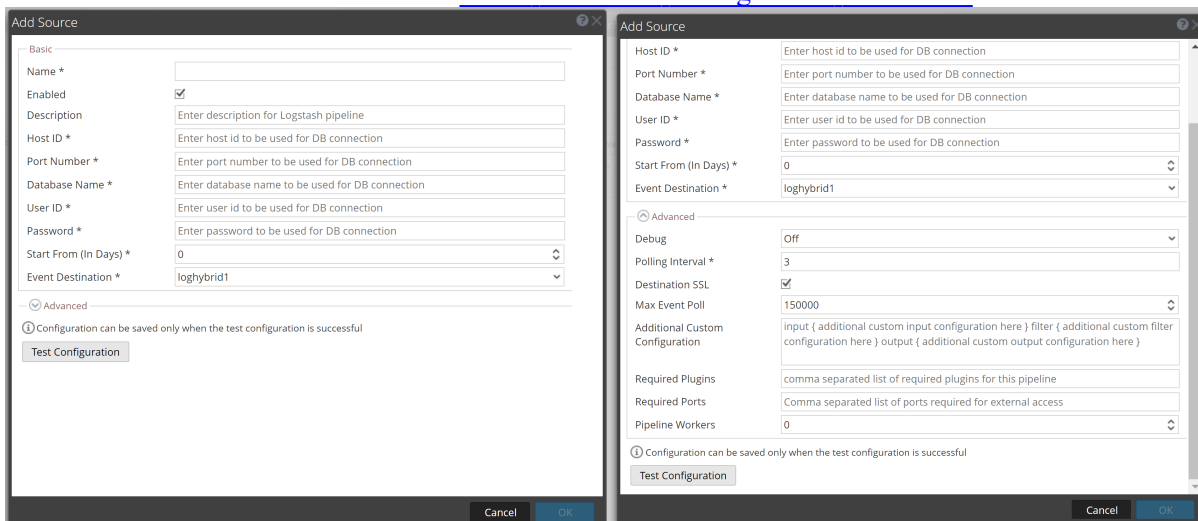 Add Source
Basic
Name *
Enabled
Description Enter description for Logstash pipeline
Host ID * Enter host id to be used for DB connection
Port Number * Enter port number to be used for DB connection
Database Name * Enter database name to be used for DB connection
User ID * Enter user id to be used for DB connection
Password * Enter password to be used for DB connection
Start From (In Days) * 0
Event Destination * loghybrid1
Advanced
Configuration can be saved only when the test configuration is successful
Test Configuration
Cancel OK
Add Source
Host ID * Enter host id to be used for DB connection
Port Number * Enter port number to be used for DB connection
Database Name * Enter database name to be used for DB connection
User ID * Enter user id to be used for DB connection
Password * Enter password to be used for DB connection
Start From (In Days) * 0
Event Destination * loghybrid1
Advanced
Debug Off
Polling Interval * 3
Destination SSL
Max Event Poll 150000
Additional Custom Configuration
input { additional custom input configuration here } filter { additional custom filter
configuration here } output { additional custom output configuration here }
Required Plugins comma separated list of required plugins for this pipeline
Required Ports Comma separated list of ports required for external access
Pipeline Workers 0
Configuration can be saved only when the test configuration is successful
Test Configuration
Cancel OK